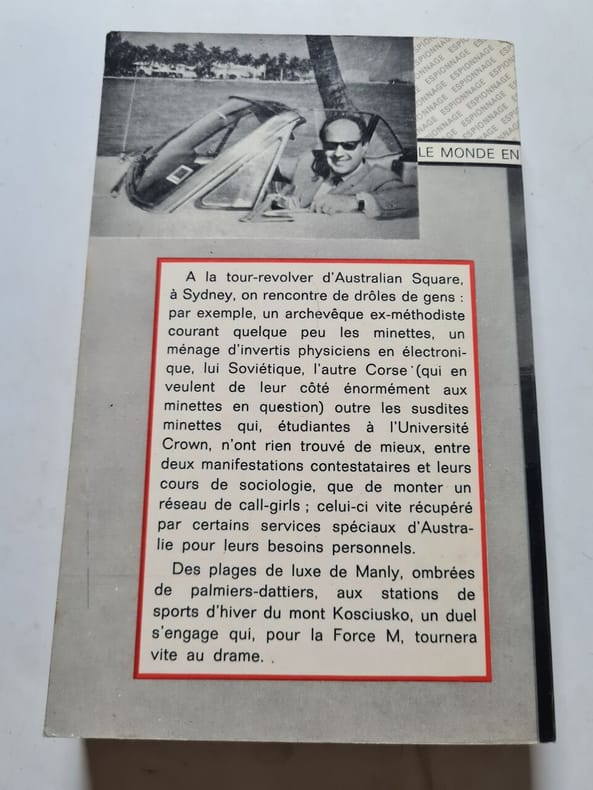 ESPIONNAGE ESPIONNAGE ESPIONNAGE
LE MONDE EN
A la tour-revolver d'Australian Square,
à Sydney, on rencontre de drôles de gens :
par exemple, un archevêque ex-méthodiste
courant quelque peu les minettes, un
ménage d'invertis physiciens en électroni-
que, lui Soviétique, l'autre Corse (qui en
veulent de leur côté énormément aux
minettes en question) outre les susdites
minettes qui, étudiantes à l'Université
Crown, n'ont rien trouvé de mieux, entre
deux manifestations contestataires et leurs
cours de sociologie, que de monter un
réseau de call-girls ; celui-ci vite récupéré
par certains services spéciaux d'Austra-
lie pour leurs besoins personnels.
Des plages de luxe de Manly, ombrées
de palmiers-dattiers, aux stations de
sports d'hiver du mont Kosciusko, un duel
s'engage qui, pour la Force M, tournera
vite au drame.